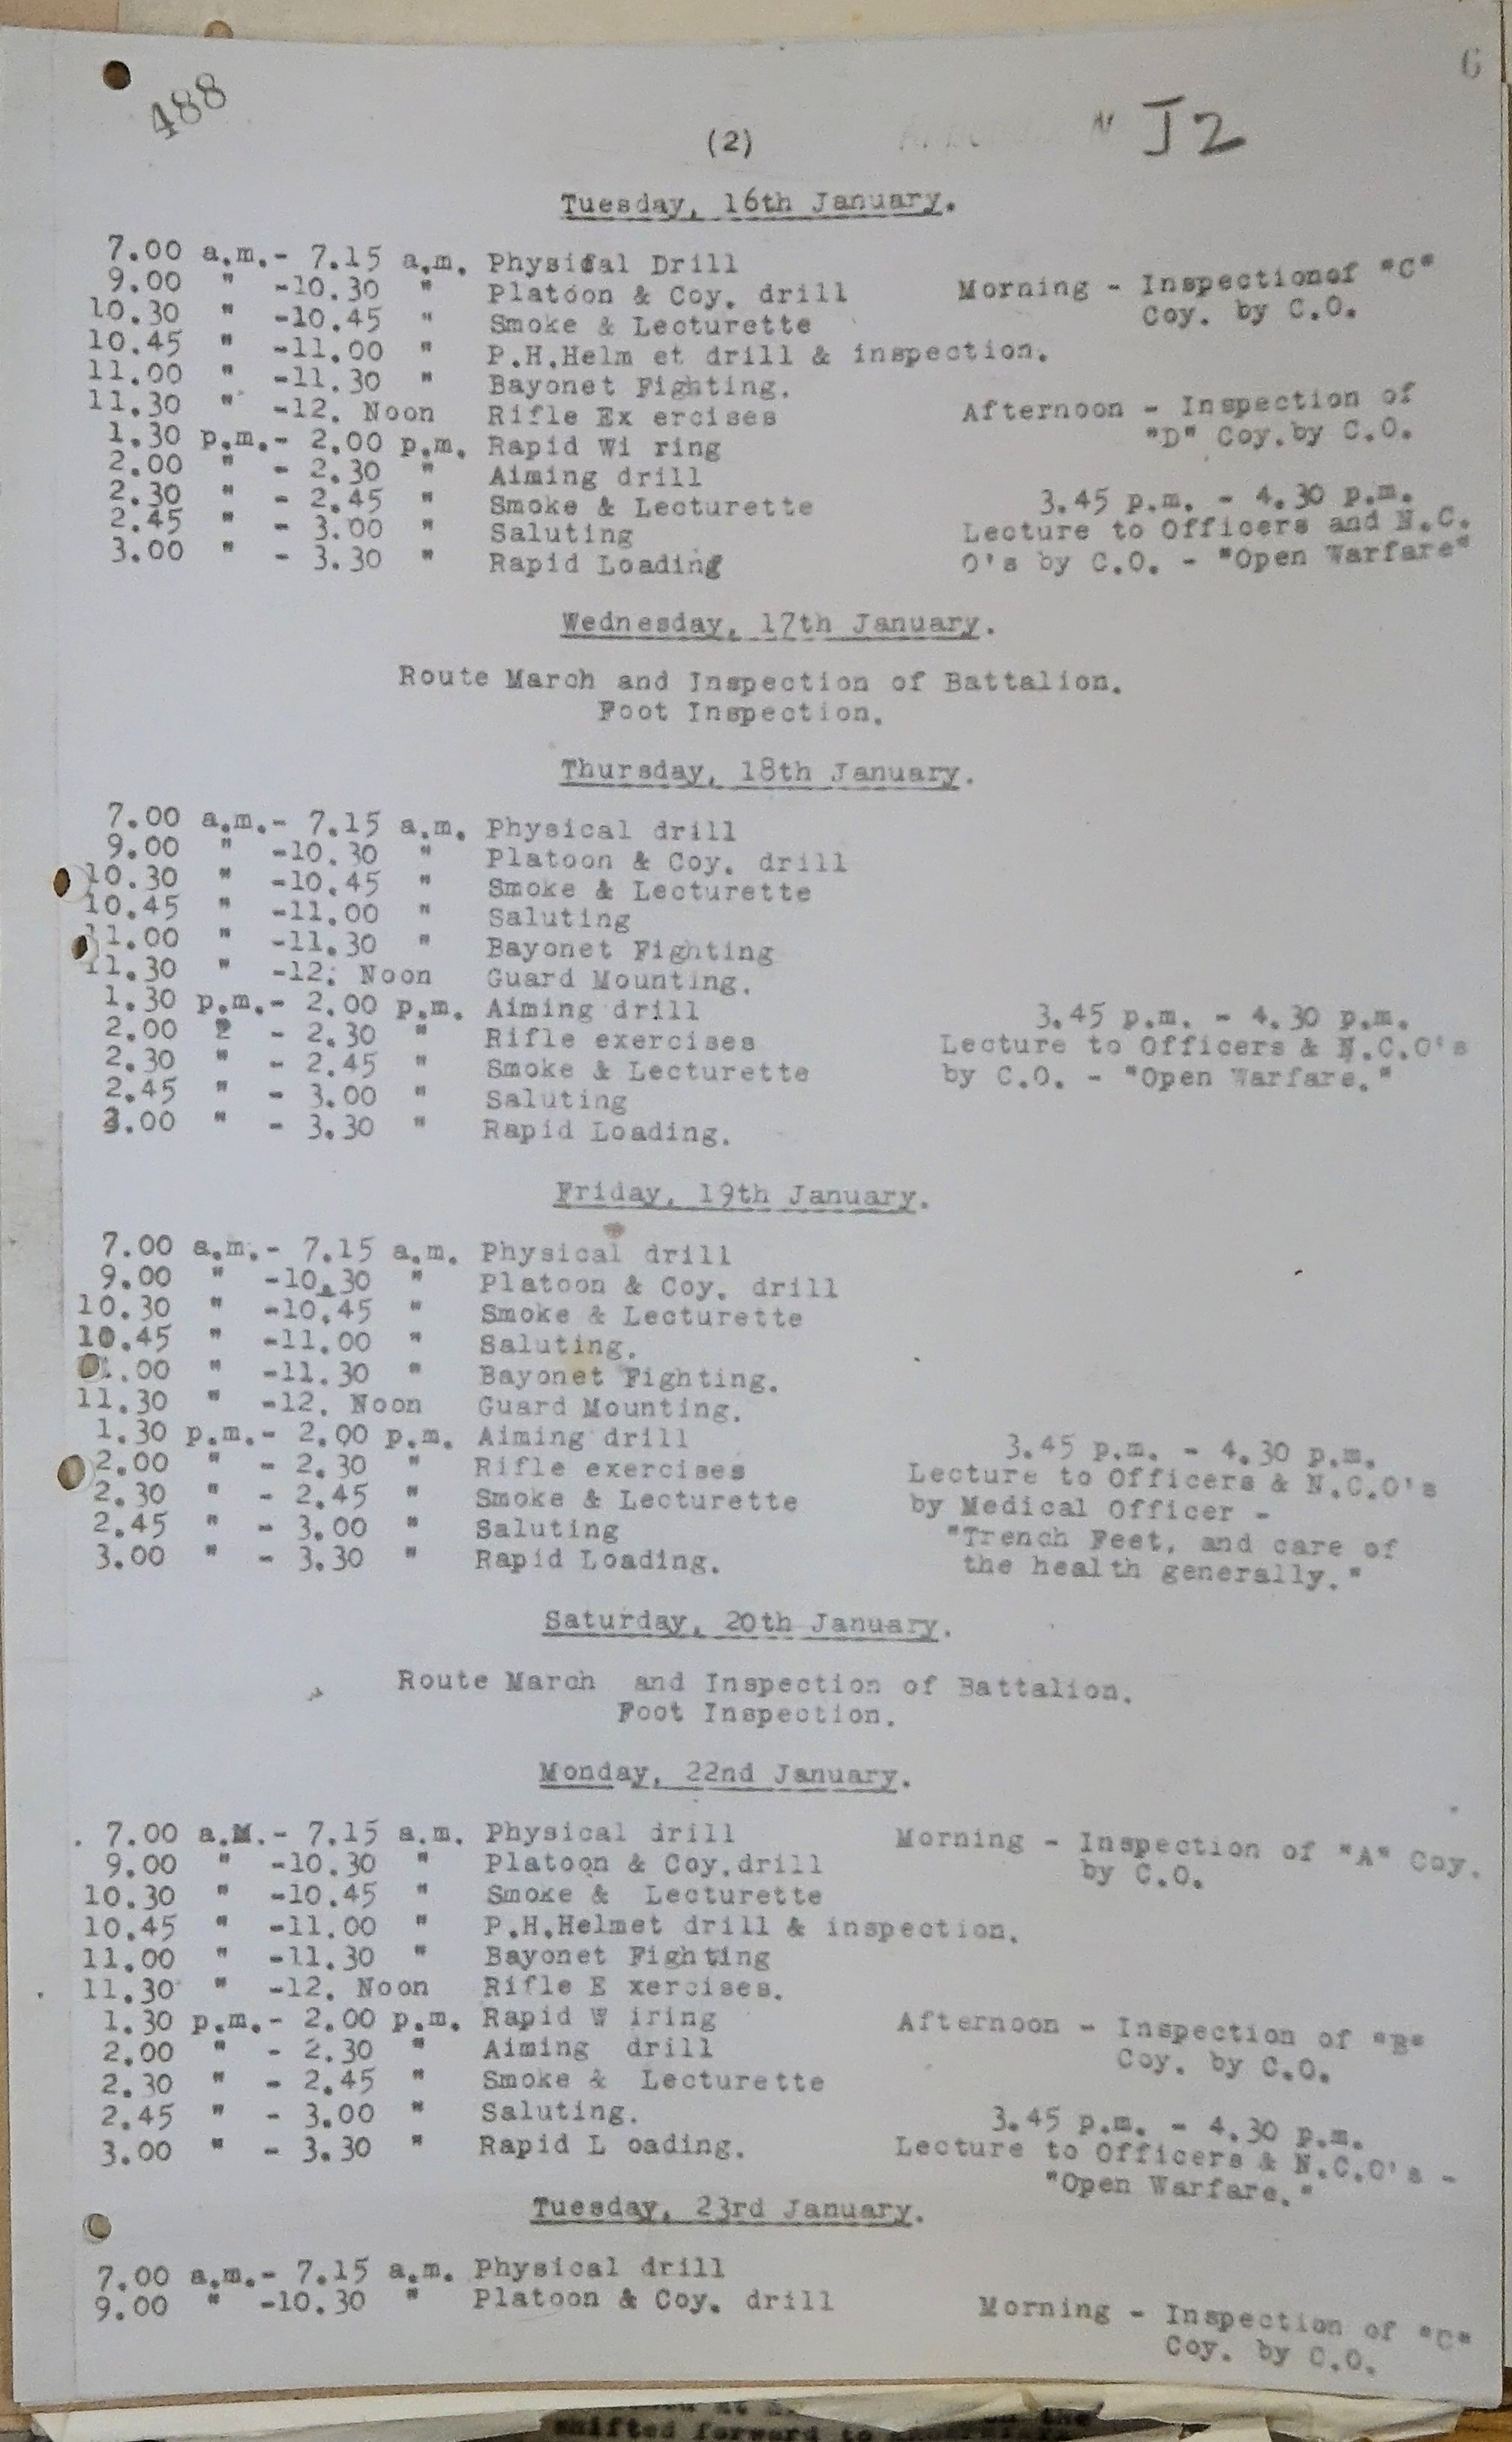 488
6
(2)
" J2
Tuesday, 16th January.
7.00 a.m.- 7.15 a.m. Physical Drill
9.00 " -10.30 " Platoon & Coy. drill Morning - Inspectionof "C"
10.30 " -10.45 " Smoke & Lecturette Coy. by C.O.
10.45 " -11.00 " P.H.Helm et drill & inspection.
11.00 " -11.30 " Bayonet Fighting.
11.30 " -12. Noon Rifle Ex ercises Afternoon - Inspection of
1.30 p.m.- 2.00 p.m. Rapid Wi ring "D" Coy.by C.O.
2.00 " - 2.30 " Aiming drill
2.30 " - 2.45 " Smoke & Lecturette 3.45 p.m. - 4.30 p.m.
2.45 " - 3.00 " Saluting Lecture to Officers and N.C.
3.00 " - 3.30 " Rapid Loading O's by C.O. - "Open Warfare"
Wednesday, 17th January.
Route March and Inspection of Battalion.
Foot Inspection.
Thursday, 18th January.
7.00 a.m.- 7.15 a.m. Physical drill
9.00 " -10.30 " Platoon & Coy. drill
10.30 " -10.45 " Smoke & Lecturette
10.45 " -11.00 " Saluting
11.00 " -11.30 " Bayonet Fighting
11.30 " -12. Noon Guard Mounting.
1.30 p.m.- 2.00 p.m. Aiming drill 3.45 p.m. - 4.30 p.m.
2.00 2 - 2.30 " Rifle exercises Lecture to Officers & N.C.O's
2.30 " - 2.45 " Smoke & Lecturette by C.O. - "Open Warfare."
2.45 " - 3.00 " Saluting
3.00 " - 3.30 " Rapid Loading.
Friday, 19th January.
7.00 a.m.- 7.15 a.m. Physical drill
9.00 " -10.30 " Platoon & Coy. drill
10.30 " -10.45 " Smoke & Lecturette
10.45 " -11.00 " Saluting.
1.00 " -11.30 " Bayonet Fighting.
11.30 " -12. Noon Guard Mounting.
1.30 p.m.- 2.00 p.m. Aiming drill 3.45 p.m. - 4.30 p.m.
2.00 " - 2.30 " Rifle exercises Lecture to Officers & N.C.O's
2.30 " - 2.45 " Smoke & Lecturette by Medical Officer -
2.45 " - 3.00 " Saluting "Trench Feet, and care of
3.00 " - 3.30 " Rapid Loading. the health generally."
Saturday, 20th January.
Route March and Inspection of Battalion.
Foot Inspection.
Monday, 22nd January.
7.00 a.M.- 7.15 a.m. Physical drill Morning - Inspection of "A" Coy.
9.00 " -10.30 " Platoon & Coy.drill by C.O.
10.30 " -10.45 " Smoke & Lecturette
10.45 " -11.00 " P.H.Helmet drill & inspection.
11.00 " -11.30 " Bayonet Fighting
11.30 " -12. Noon Rifle E xercises.
1.30 p.m.- 2.00 p.m. Rapid W iring Afternoon - Inspection of "B"
2.00 " - 2.30 " Aiming drill Coy. by C.O.
2.30 " - 2.45 " Smoke & Lecturette
2.45 " - 3.00 " Saluting. 3.45 p.m. - 4.30 p.m.
3.00 " - 3.30 " Rapid L oading. Lecture to Officers & N.C.O's -
"Open Warfare."
Tuesday, 23rd January.
7.00 a.m.- 7.15 a.m. Physical drill
9.00 " -10.30 " Platoon & Coy. drill Morning - Inspection of "C"
Coy. by C.O.
shifted forward to